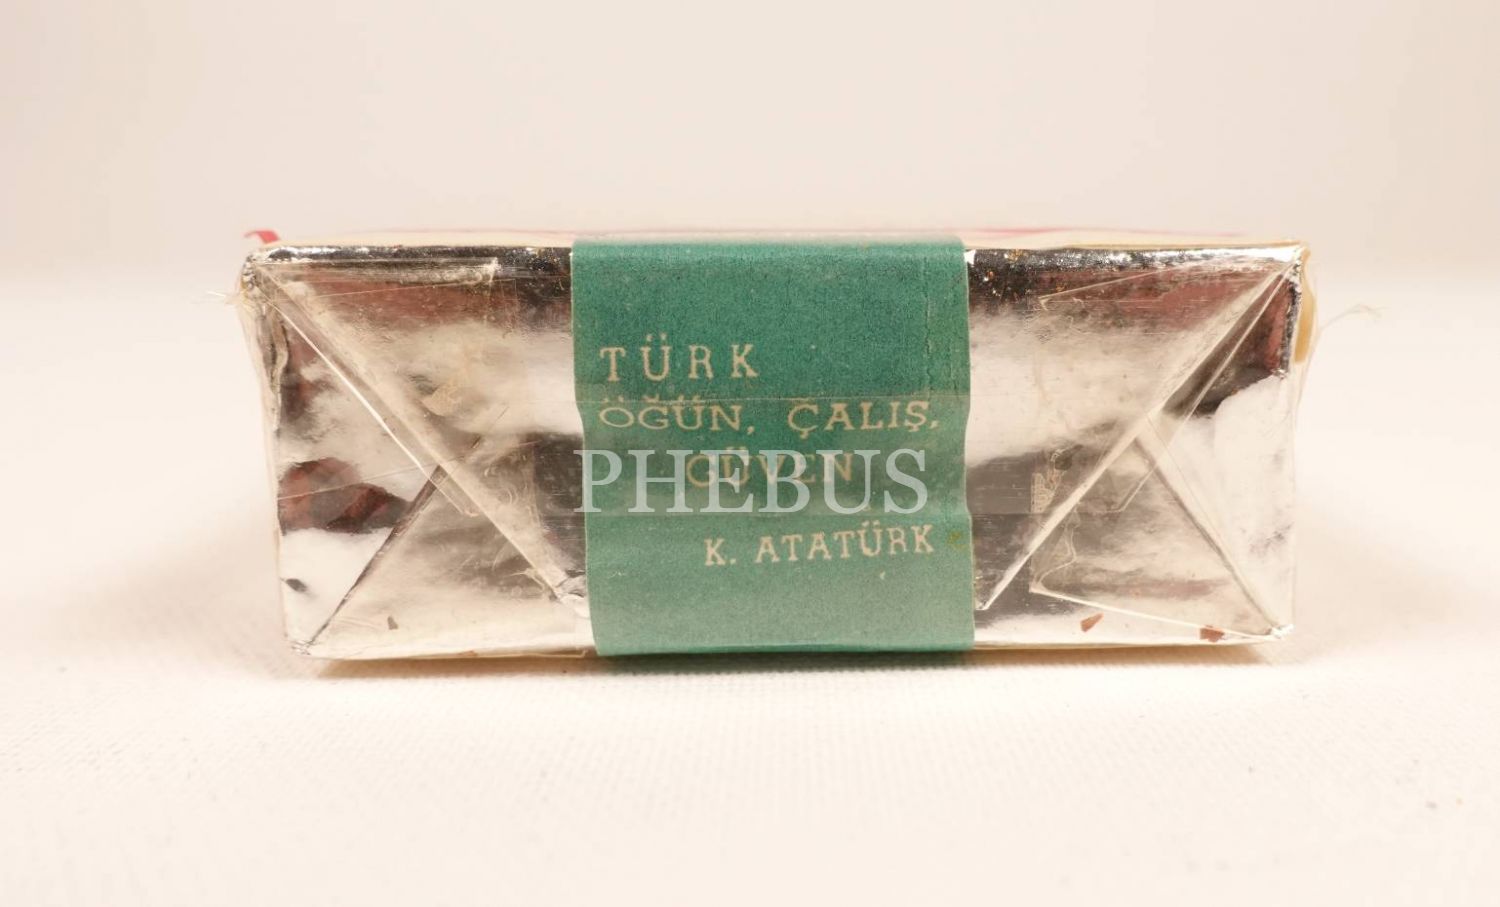 TÜRK
ÖĞÜN, ÇALIŞ,
GÜVEN
PHEBUS
K. ATATÜRK